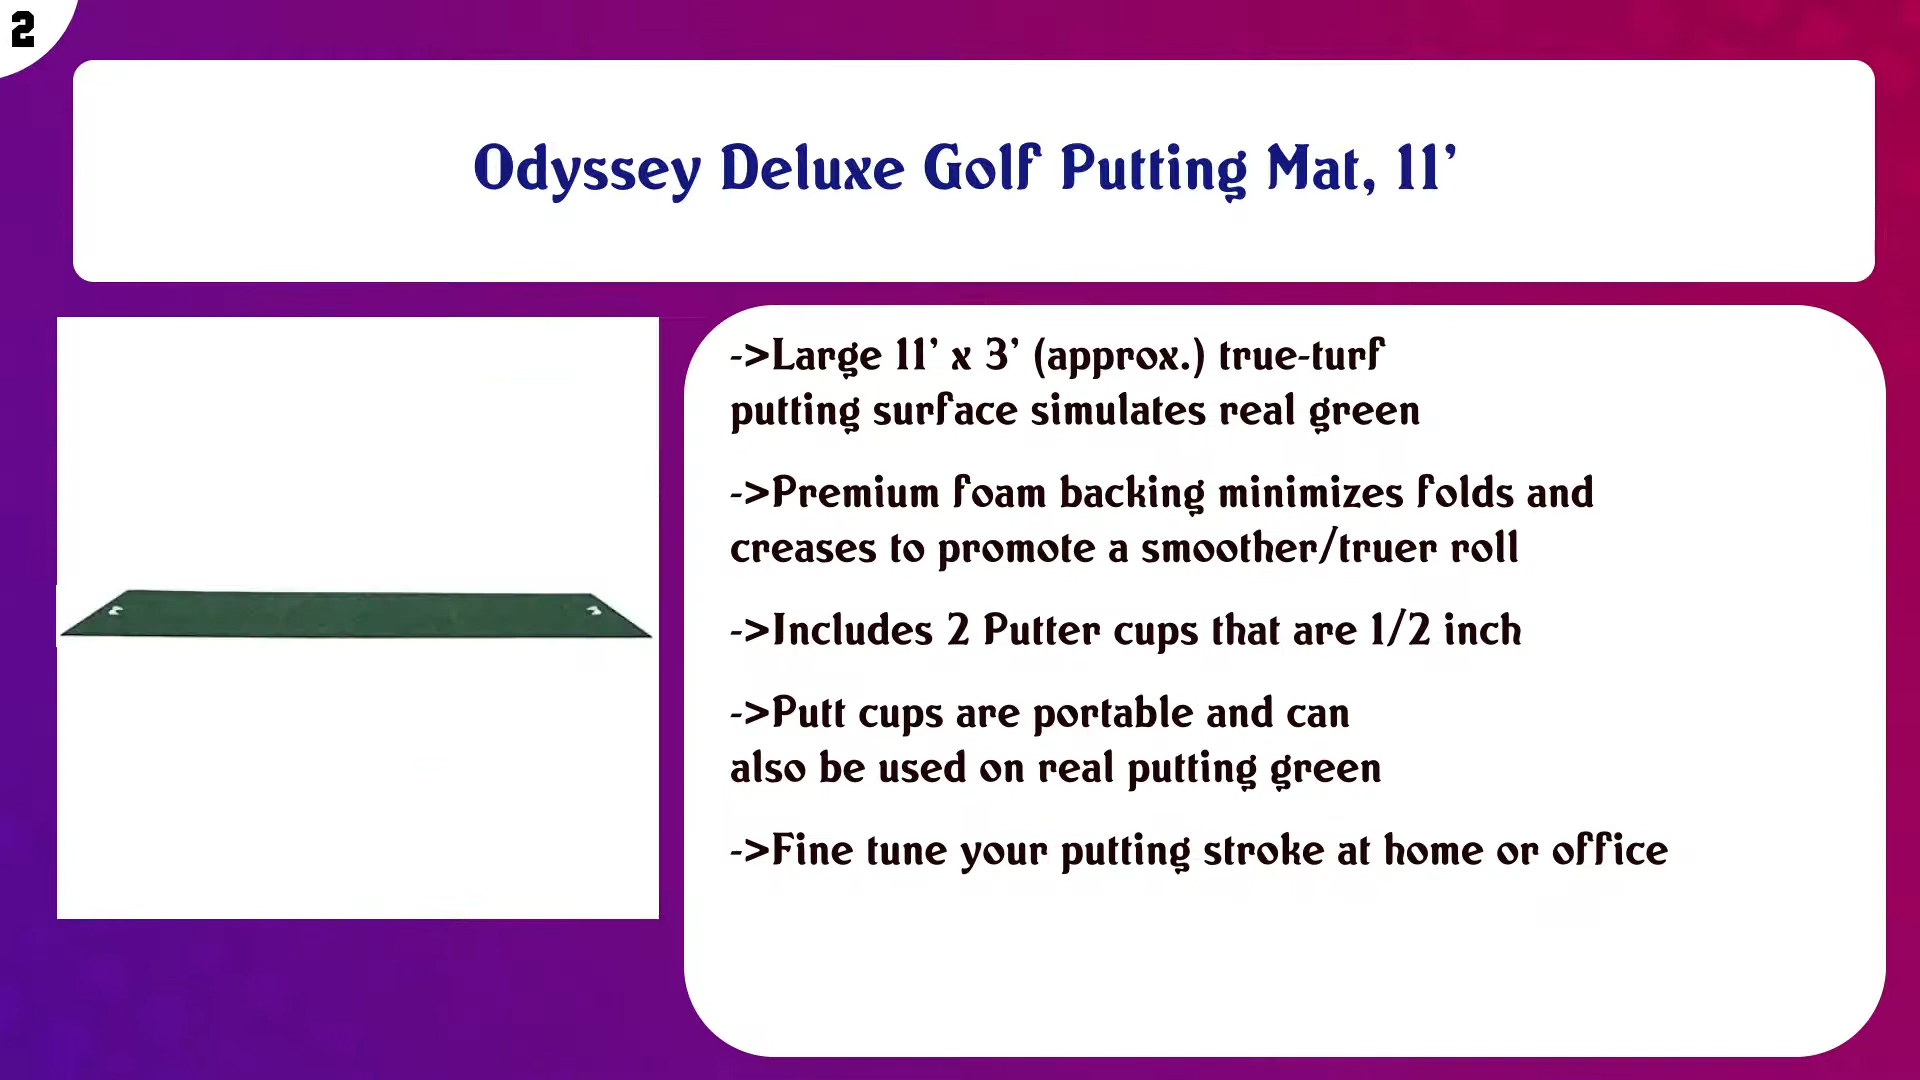 2
Odyssey Deluxe Golf Putting Mat, 11’
->Large 11’ x 3’ (approx.) true-turf
putting surface simulates real green
->Premium foam backing minimizes folds and
creases to promote a smoother/truer roll
->Includes 2 Putter cups that are 1/2 inch
->Putt cups are portable and can
also be used on real putting green
->Fine tune your putting stroke at home or office